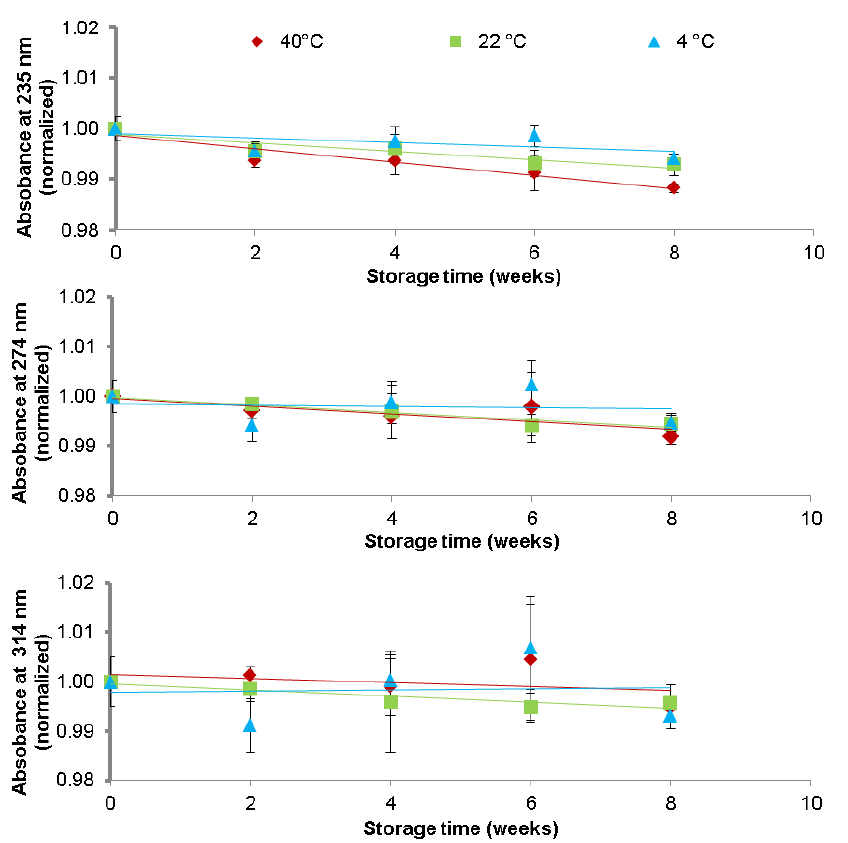 1.02
40°C 22 °C 4 °C
1.01
1.00
0.99
0.98
Absobance at 235 nm
(normalized)
0 2 4 6 8 10
Storage time (weeks)
1.02
1.01
1.00
0.99
0.98
Absobance at 274 nm
(normalized)
0 2 4 6 8 10
Storage time (weeks)
1.02
1.01
1.00
0.99
0.98
Absobance at 314 nm
(normalized)
0 2 4 6 8 10
Storage time (weeks)